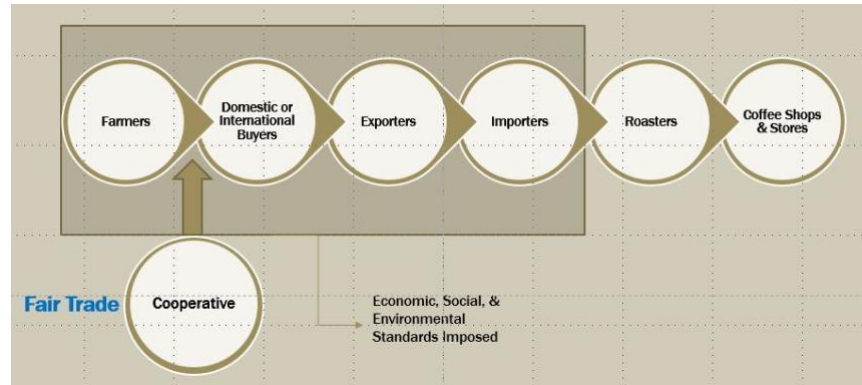 Farmers
Domestic or
International
Buyers
Exporters
Importers
Roasters
Coffee Shops
& Stores
Fair Trade
Cooperative
Economic, Social, &
Environmental
Standards Imposed